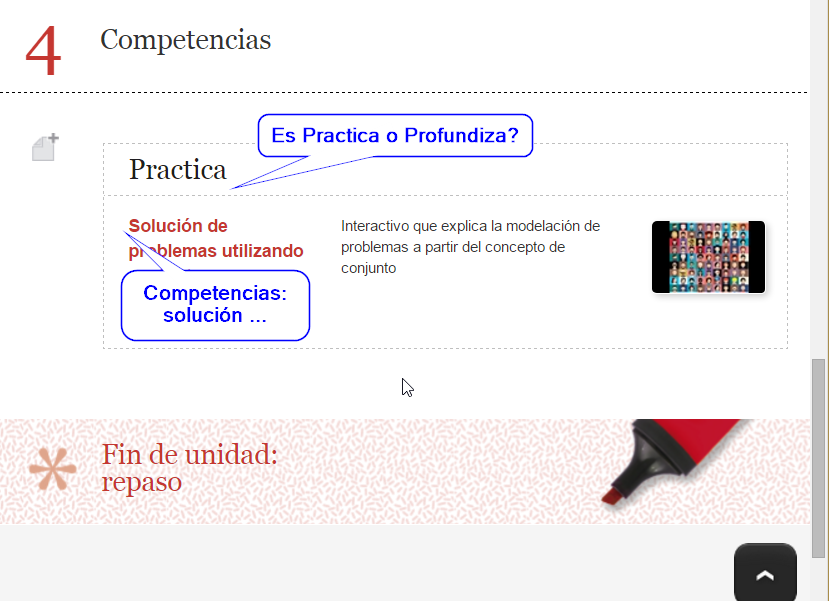 4 Competencias
Es Practica o Profundiza?
Practica
Solución de
problemas utilizando
Interactivo que explica la modelación de
problemas a partir del concepto de
conjunto
Competencias:
solución ...
Fin de unidad:
repaso